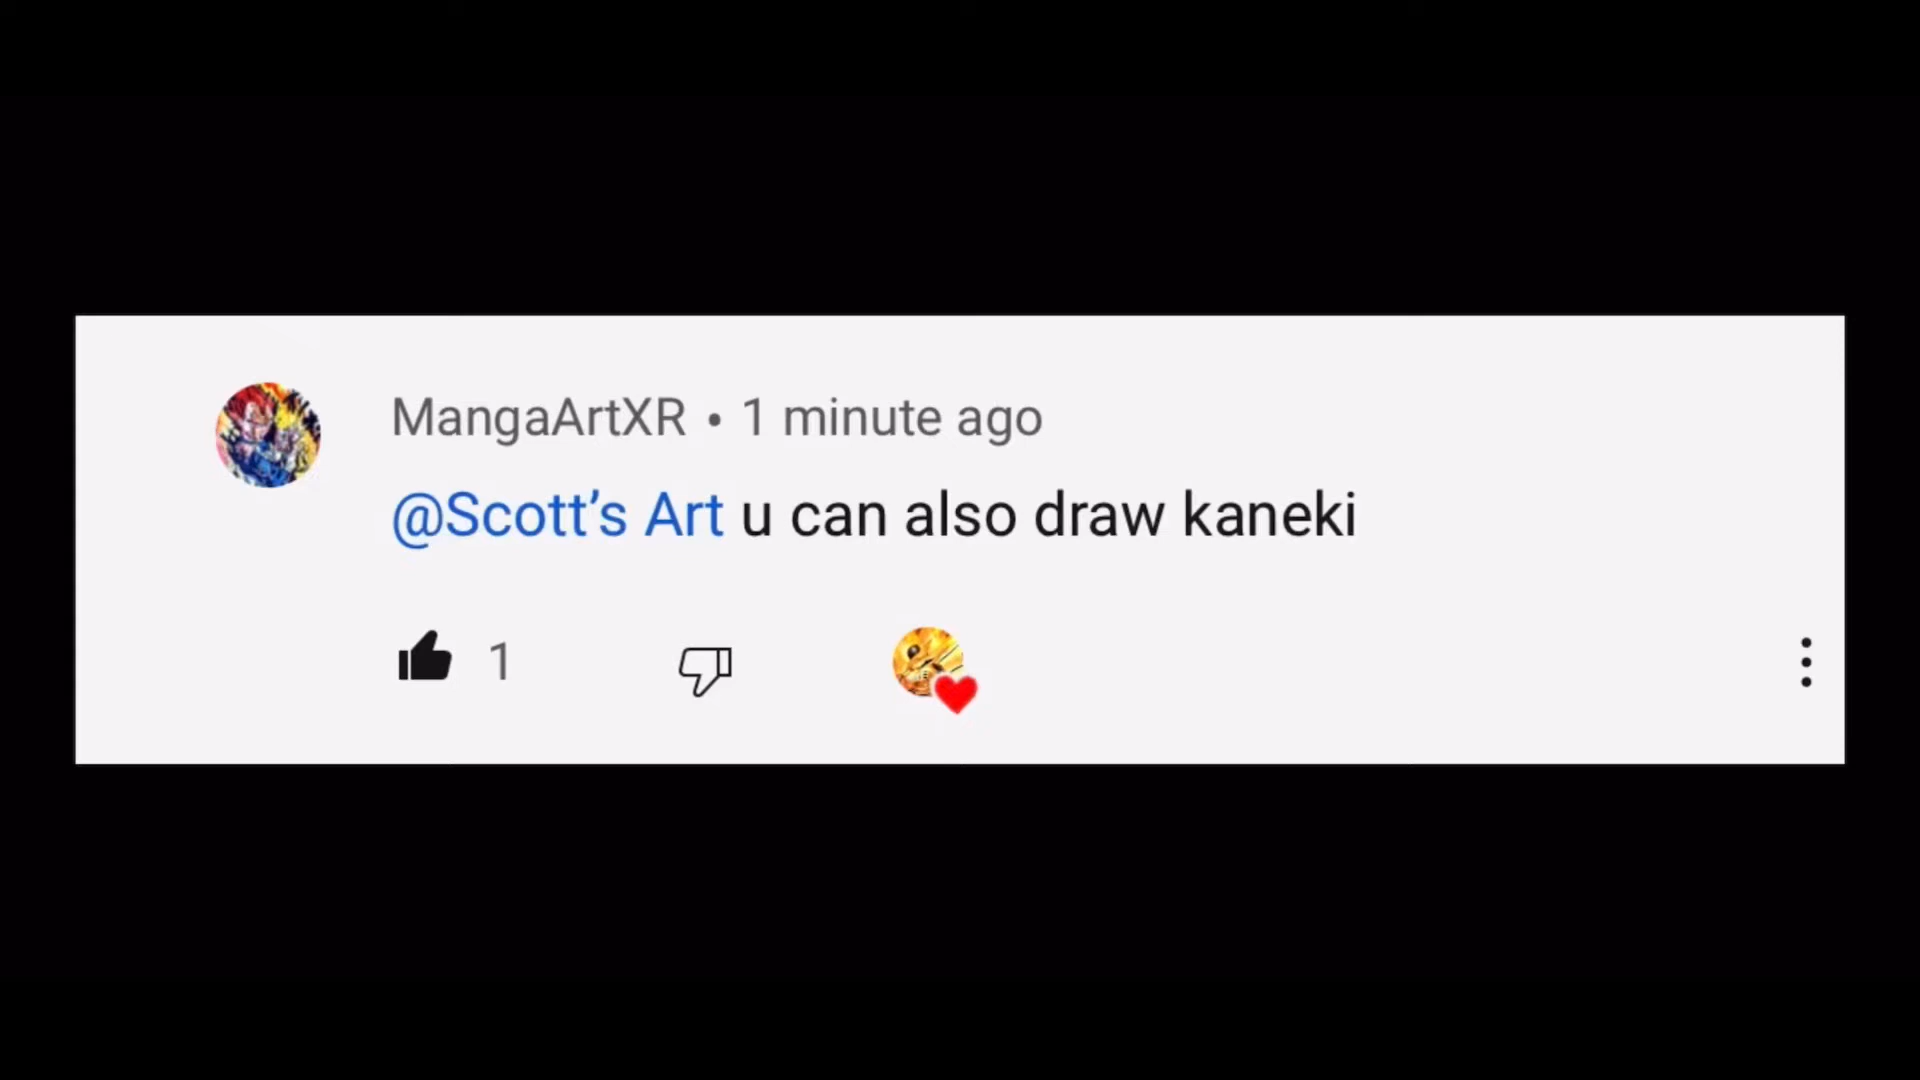 MangaArtXR • 1 minute ago
@Scott’s Art u can also draw kaneki
1